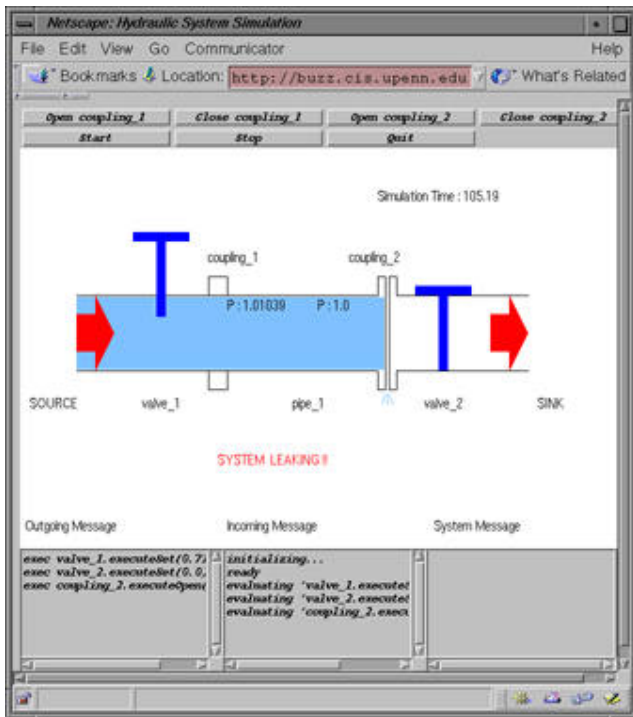 Netscape: Hydraulic System Simulation
File Edit View Go Communicator Help
Bookmarks Location: http://buzz.cis.upenn.edu What's Related
Open coupling_1 Close coupling_1 Open coupling_2 Close coupling_2
Start Stop Quit
Simulation Time : 105.19
coupling_1 coupling_2
P : 1.01039 P : 1.0
SOURCE valve_1 pipe_1 valve_2 SINK
SYSTEM LEAKING !!
Outgoing Message Incoming Message System Message
exec valve_1.executeSet(0.7) initializing...
exec valve_2.executeSet(0.0, ready
exec coupling_2.executeOpen( evaluating 'valve_1.execute
evaluating 'valve_2.execute
evaluating 'coupling_2.execu